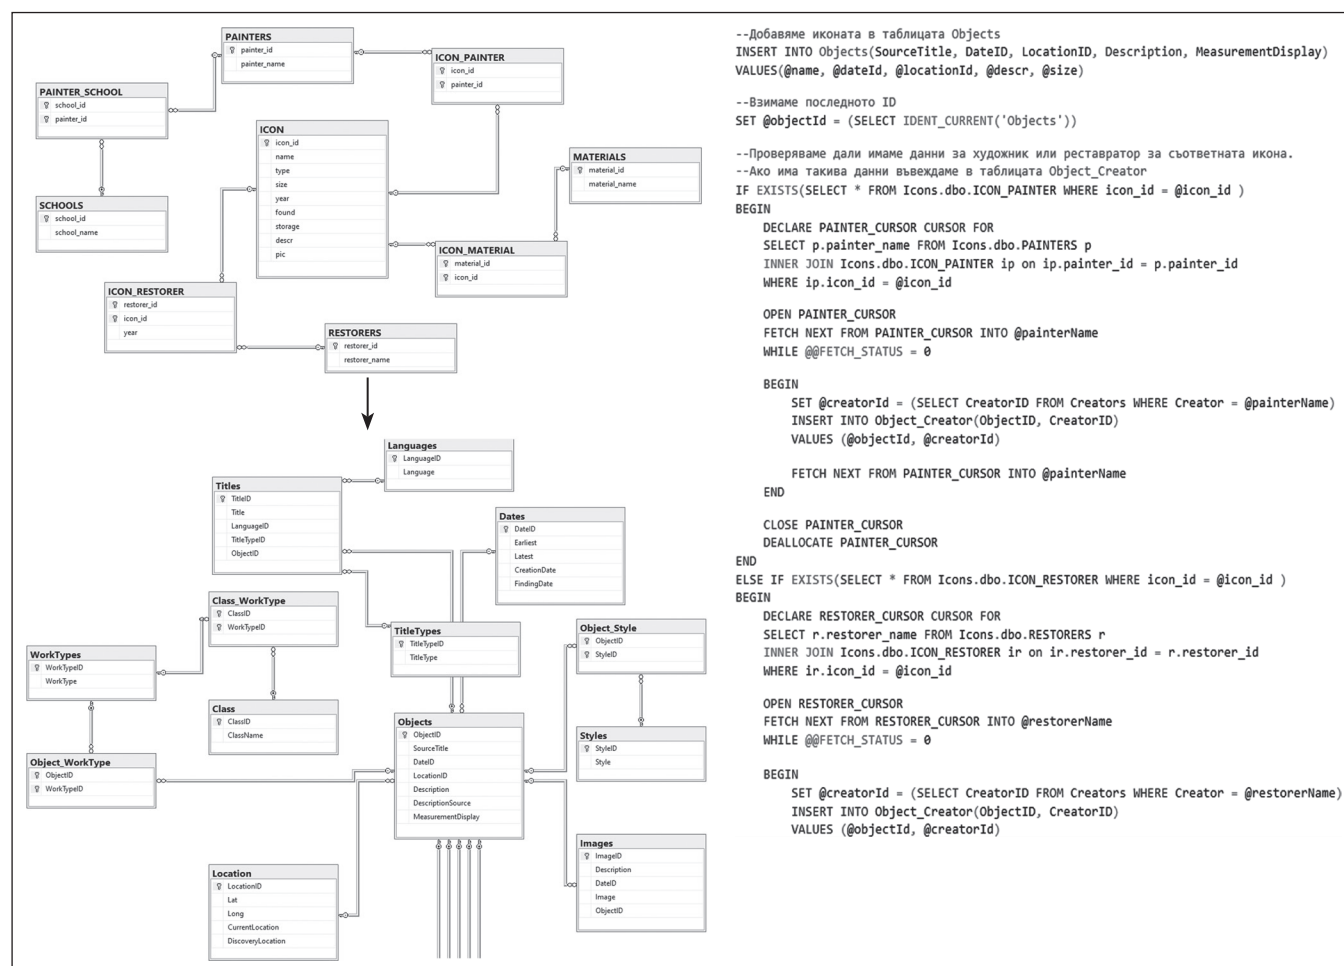 PAINTERS
painter_id
painter_name
ICON_PAINTER
icon_id
painter_id
PAINTER_SCHOOL
school_id
painter_id
ICON
icon_id
name
type
size
year
found
storage
descr
pic
MATERIALS
material_id
material_name
SCHOOLS
school_id
school_name
ICON_MATERIAL
material_id
icon_id
ICON_RESTORER
restorer_id
icon_id
year
RESTORERS
restorer_id
restorer_name
Languages
LanguageID
Language
Titles
TitleID
Title
LanguageID
TitleTypeID
ObjectID
Dates
DateID
Earliest
Latest
CreationDate
FindingDate
Class_WorkType
ClassID
WorkTypeID
TitleTypes
TitleTypeID
TitleType
Object_Style
ObjectID
StyleID
WorkTypes
WorkTypeID
WorkType
Class
ClassID
ClassName
Objects
ObjectID
SourceTitle
DateID
LocationID
Description
DescriptionSource
MeasurementDisplay
Styles
StyleID
Style
Object_WorkType
ObjectID
WorkTypeID
Images
ImageID
Description
DateID
Image
ObjectID
Location
LocationID
Lat
Long
CurrentLocation
DiscoveryLocation
--Добавяме иконата в таблицата Objects
INSERT INTO Objects(SourceTitle, DateID, LocationID, Description, MeasurementDisplay)
VALUES(@name, @dateId, @locationId, @descr, @size)
--Взимаме последното ID
SET @objectId = (SELECT IDENT_CURRENT('Objects'))
--Проверяваме дали имаме данни за художник или реставратор за съответната икона.
--Ако има такива данни въвеждаме в таблицата Object_Creator
IF EXISTS(SELECT * FROM Icons.dbo.ICON_PAINTER WHERE icon_id = @icon_id )
BEGIN
DECLARE PAINTER_CURSOR CURSOR FOR
SELECT p.painter_name FROM Icons.dbo.PAINTERS p
INNER JOIN Icons.dbo.ICON_PAINTER ip on ip.painter_id = p.painter_id
WHERE ip.icon_id = @icon_id
OPEN PAINTER_CURSOR
FETCH NEXT FROM PAINTER_CURSOR INTO @painterName
WHILE @@FETCH_STATUS = 0
BEGIN
SET @creatorId = (SELECT CreatorID FROM Creators WHERE Creator = @painterName)
INSERT INTO Object_Creator(ObjectID, CreatorID)
VALUES (@objectId, @creatorId)
FETCH NEXT FROM PAINTER_CURSOR INTO @painterName
END
CLOSE PAINTER_CURSOR
DEALLOCATE PAINTER_CURSOR
END
ELSE IF EXISTS(SELECT * FROM Icons.dbo.ICON_RESTORER WHERE icon_id = @icon_id )
BEGIN
DECLARE RESTORER_CURSOR CURSOR FOR
SELECT r.restorer_name FROM Icons.dbo.RESTORERS r
INNER JOIN Icons.dbo.ICON_RESTORER ir on ir.restorer_id = r.restorer_id
WHERE ir.icon_id = @icon_id
OPEN RESTORER_CURSOR
FETCH NEXT FROM RESTORER_CURSOR INTO @restorerName
WHILE @@FETCH_STATUS = 0
BEGIN
SET @creatorId = (SELECT CreatorID FROM Creators WHERE Creator = @restorerName)
INSERT INTO Object_Creator(ObjectID, CreatorID)
VALUES (@objectId, @creatorId)